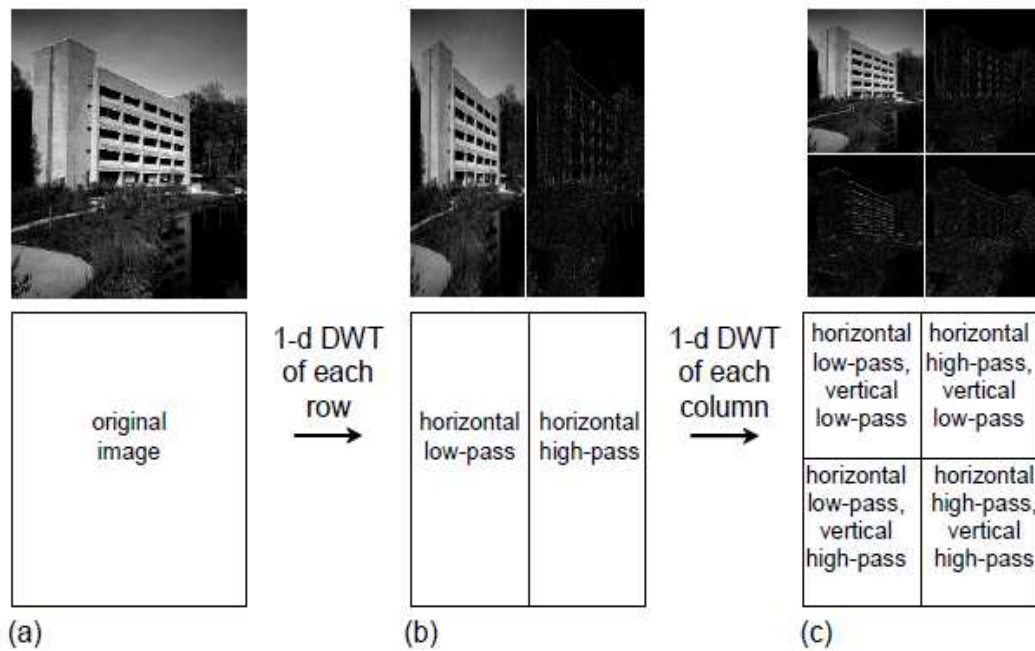 original
image
1-d DWT
of each
row
horizontal
low-pass
horizontal
high-pass
1-d DWT
of each
column
horizontal
low-pass,
vertical
low-pass
horizontal
high-pass,
vertical
low-pass
horizontal
low-pass,
vertical
high-pass
horizontal
high-pass,
vertical
high-pass
(a)
(b)
(c)